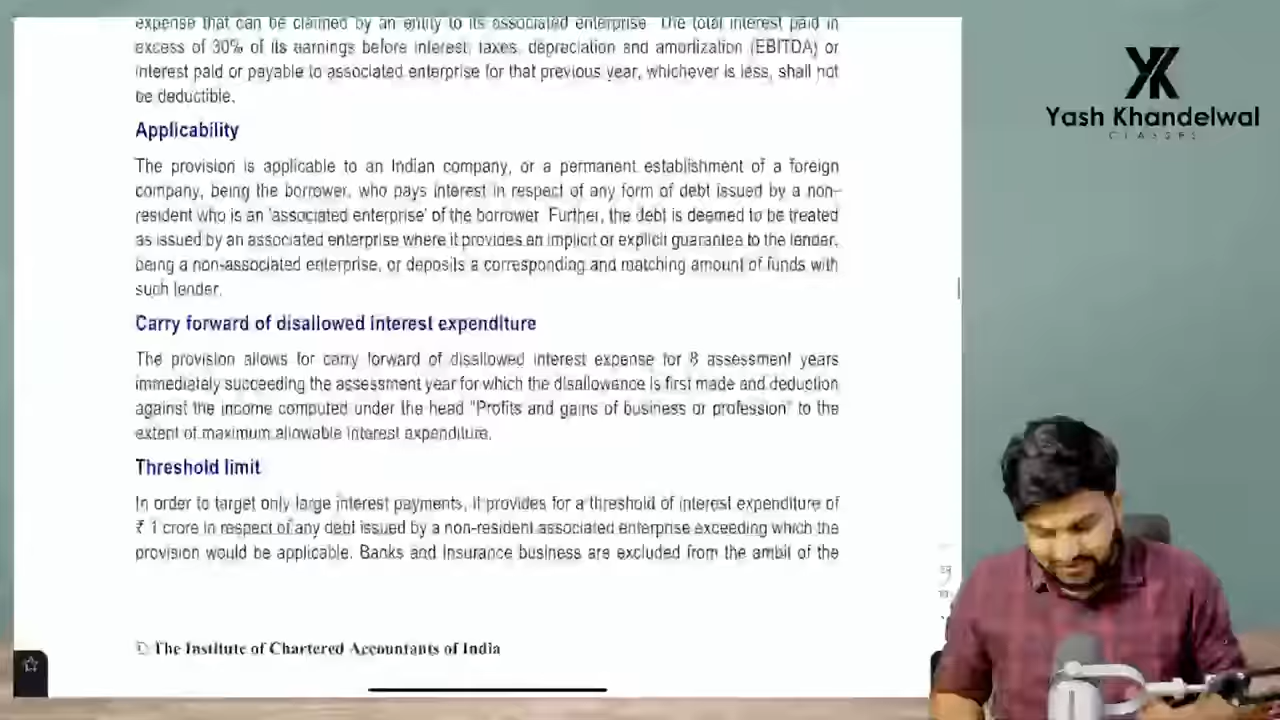 expense that can be claimed by an entity to its associated enterprise. The total interest paid in
excess of 30% of its earnings before interest, taxes, depreciation and amortization (EBITDA) or
interest paid or payable to associated enterprise for that previous year, whichever is less, shall not
be deductible.
Applicability
The provision is applicable to an Indian company, or a permanent establishment of a foreign
company, being the borrower, who pays interest in respect of any form of debt issued by a non-
resident who is an 'associated enterprise' of the borrower. Further, the debt is deemed to be treated
as issued by an associated enterprise where it provides an implicit or explicit guarantee to the lender,
being a non-associated enterprise, or deposits a corresponding and matching amount of funds with
such lender.
Carry forward of disallowed interest expenditure
The provision allows for carry forward of disallowed interest expense for 8 assessment years
immediately succeeding the assessment year for which the disallowance is first made and deduction
against the income computed under the head "Profits and gains of business or profession" to the
extent of maximum allowable interest expenditure.
Threshold limit
In order to target only large interest payments, it provides for a threshold of interest expenditure of
₹ 1 crore in respect of any debt issued by a non-resident associated enterprise exceeding which the
provision would be applicable. Banks and Insurance business are excluded from the ambit of the
© The Institute of Chartered Accountants of India
YK
Yash Khandelwal
CLASSES